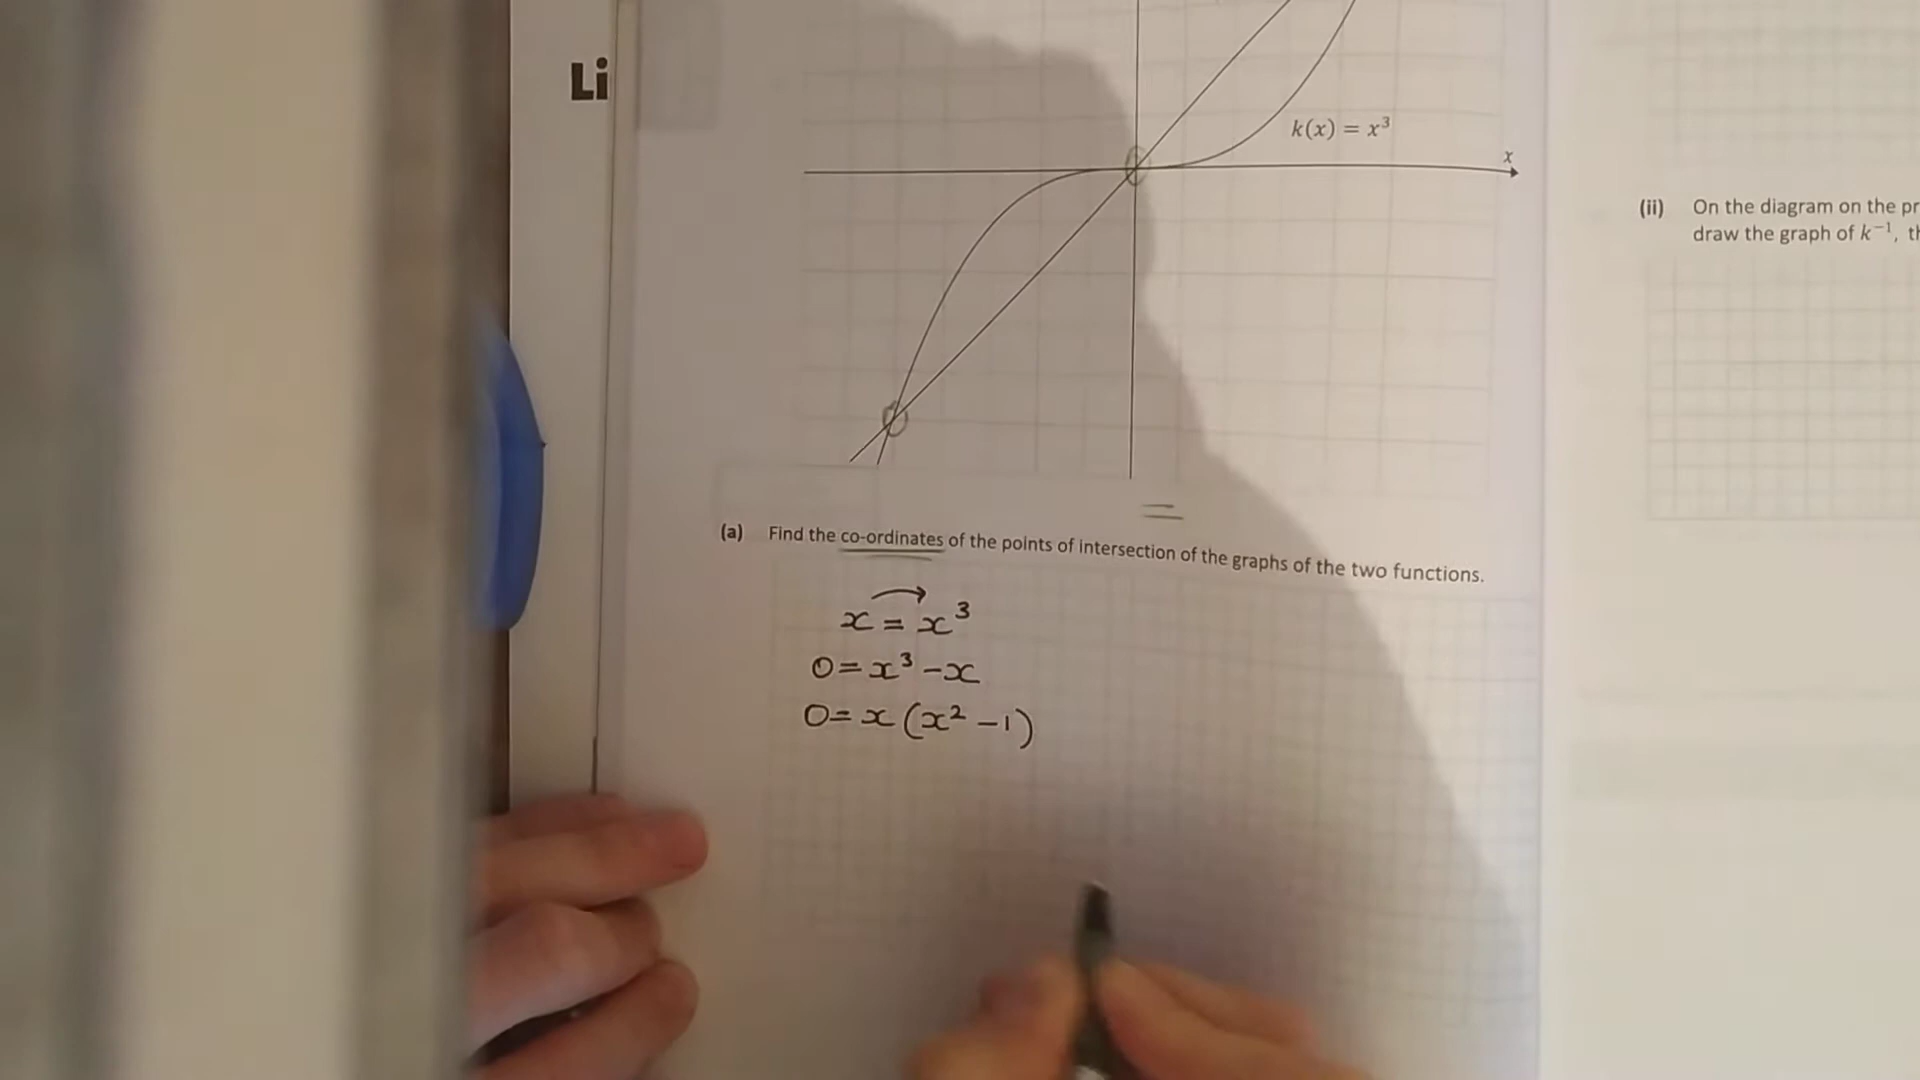 Li
k(x) = x³
x
(ii) On the diagram on the pr
draw the graph of k⁻¹, th
(a) Find the co-ordinates of the points of intersection of the graphs of the two functions.
x = x³
0 = x³ − x
0 = x (x² − 1)